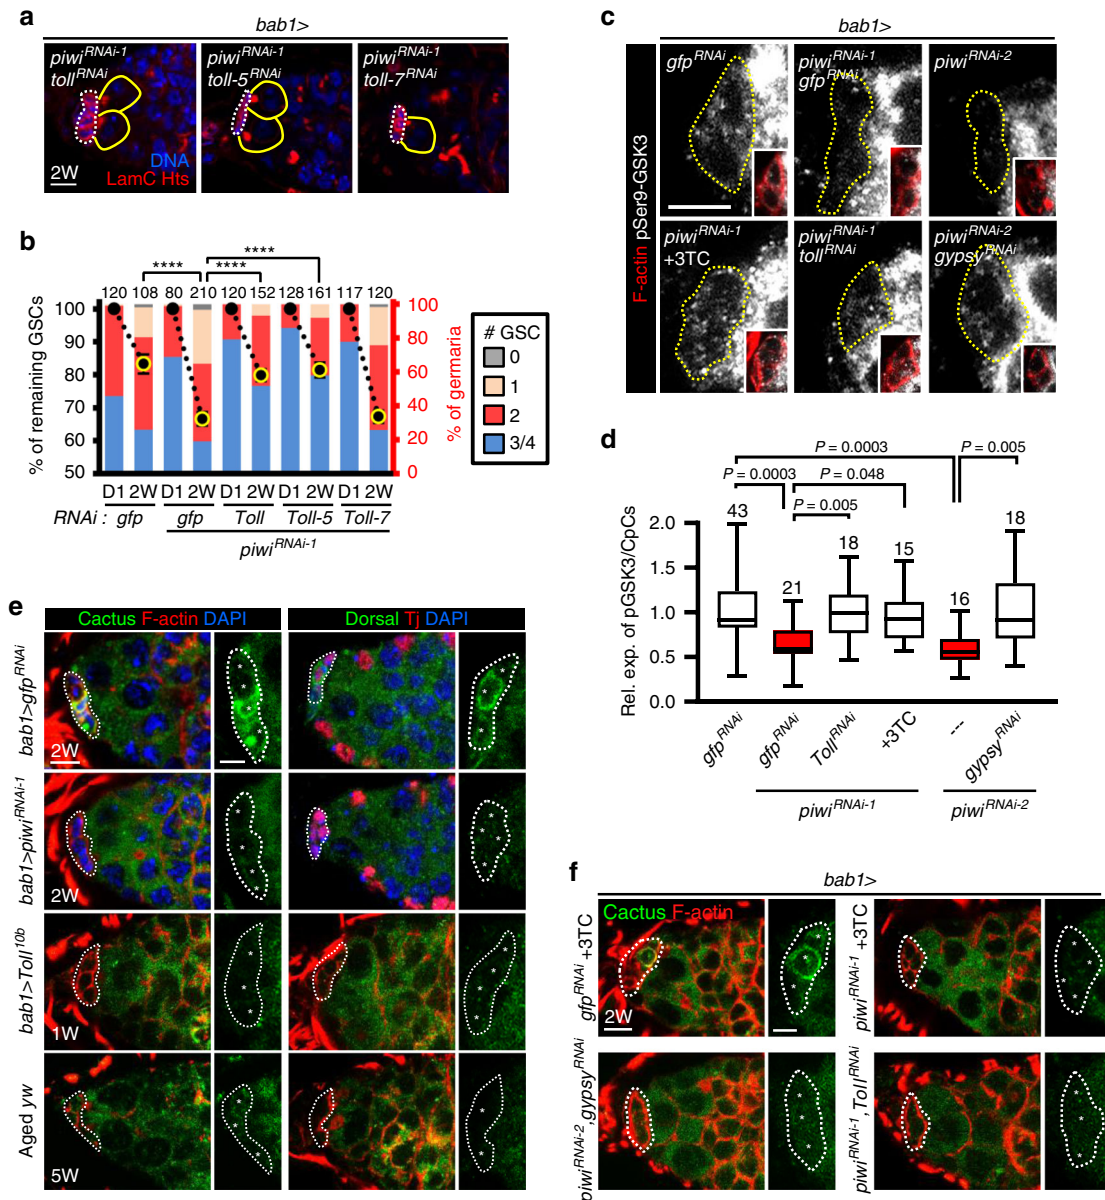 a
bab1>
piwi^RNAi-1
toll^RNAi
piwi^RNAi-1
toll-5^RNAi
piwi^RNAi-1
toll-7^RNAi
DNA
LamC Hts
2W
b
****
****
****
120 108 80 210 120 152 128 161 117 120
% of remaining GSCs
100
90
80
70
60
50
100
80
60
40
20
0
% of germaria
# GSC
0
1
2
3/4
D1 2W D1 2W D1 2W D1 2W D1 2W
RNAi : gfp gfp Toll Toll-5 Toll-7
piwi^RNAi-1
c
bab1>
F-actin pSer9-GSK3
gfp^RNAi
piwi^RNAi-1
gfp^RNAi
piwi^RNAi-2
piwi^RNAi-1
+3TC
piwi^RNAi-1
toll^RNAi
piwi^RNAi-2
gypsy^RNAi
d
P = 0.0003
P = 0.005
P = 0.0003
P = 0.048
P = 0.005
Rel. exp. of pGSK3/CpCs
2.0
1.5
1.0
0.5
0.0
43
21
18
15
16
18
gfp^RNAi
gfp^RNAi
Toll^RNAi
+3TC
---
gypsy^RNAi
piwi^RNAi-1
piwi^RNAi-2
e
Cactus F-actin DAPI
Dorsal Tj DAPI
bab1>gfp^RNAi
2W
bab1>piwi^RNAi-1
2W
bab1>Toll^10b
1W
Aged yw
5W
f
bab1>
Cactus F-actin
gfp^RNAi +3TC
2W
piwi^RNAi-1 +3TC
piwi^RNAi-2,gypsy^RNAi
piwi^RNAi-1,Toll^RNAi